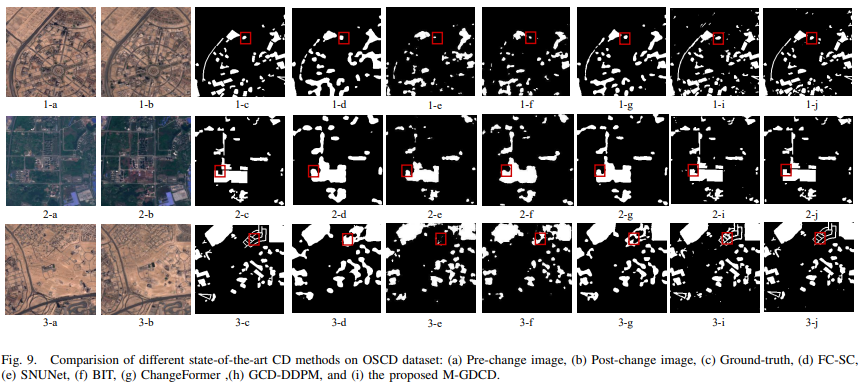 1-a 1-b 1-c 1-d 1-e 1-f 1-g 1-i 1-j
2-a 2-b 2-c 2-d 2-e 2-f 2-g 2-i 2-j
3-a 3-b 3-c 3-d 3-e 3-f 3-g 3-i 3-j
Fig. 9. Comparision of different state-of-the-art CD methods on OSCD dataset: (a) Pre-change image, (b) Post-change image, (c) Ground-truth, (d) FC-SC,
(e) SNUNet, (f) BIT, (g) ChangeFormer ,(h) GCD-DDPM, and (i) the proposed M-GDCD.